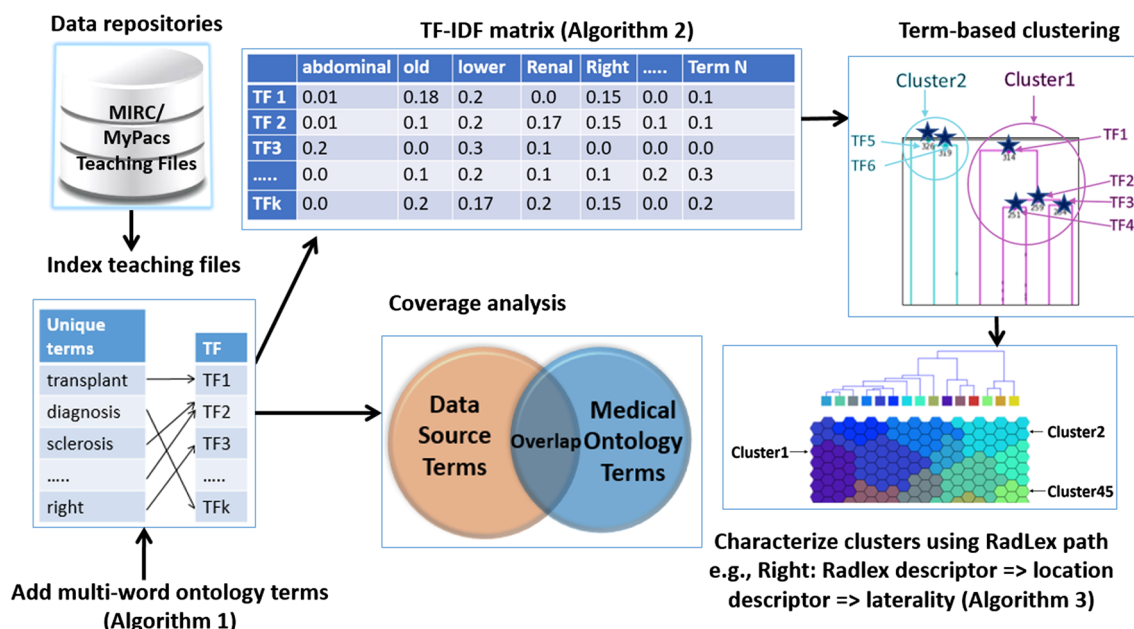 Data repositories
MIRC/
MyPacs
Teaching Files
Index teaching files
Unique
terms
TF
transplant
TF1
diagnosis
TF2
sclerosis
TF3
.....
.....
right
TFk
Add multi-word ontology terms
(Algorithm 1)
TF-IDF matrix (Algorithm 2)
abdominal old lower Renal Right ..... Term N
TF 1 0.01 0.18 0.2 0.0 0.15 0.0 0.1
TF 2 0.01 0.1 0.2 0.17 0.15 0.1 0.1
TF3 0.2 0.0 0.3 0.1 0.0 0.0 0.0
..... 0.0 0.1 0.2 0.1 0.1 0.2 0.3
TFk 0.0 0.2 0.17 0.2 0.15 0.0 0.2
Coverage analysis
Data
Source
Terms
Overlap
Medical
Ontology
Terms
Term-based clustering
Cluster2
Cluster1
TF5
TF6
326
319
314
TF1
TF2
TF3
TF4
251
259
Cluster1
Cluster2
Cluster45
Characterize clusters using RadLex path
e.g., Right: Radlex descriptor => location
descriptor => laterality (Algorithm 3)